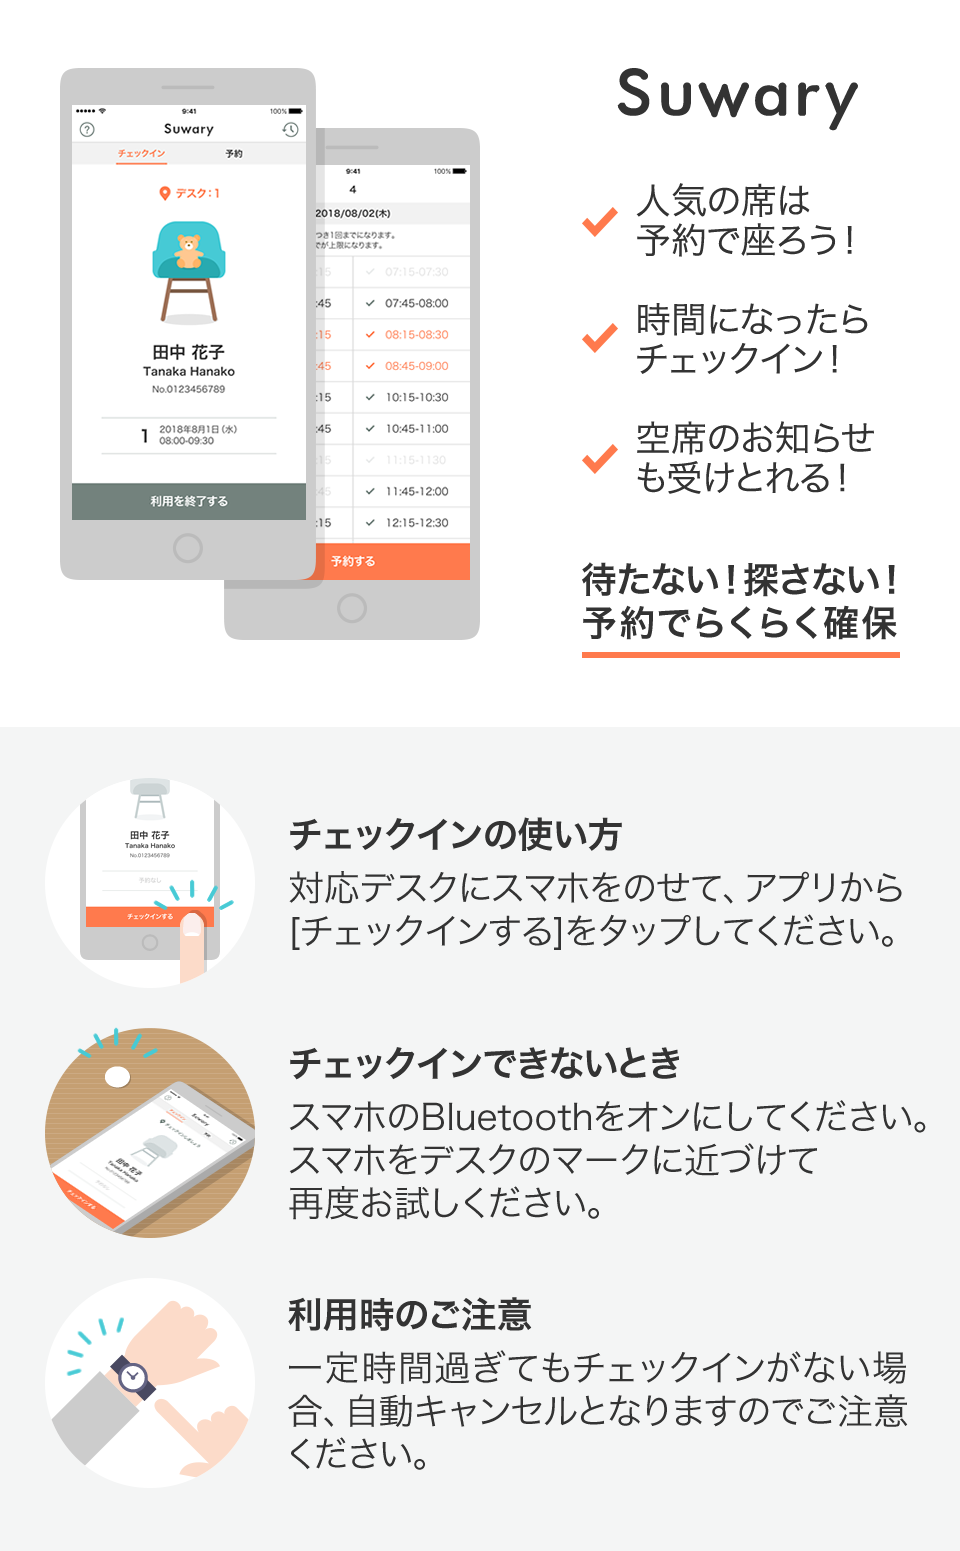 Suwary
人気の席は
予約で座ろう！
時間になったら
チェックイン！
空席のお知らせ
も受けとれる！
待たない！探さない！
予約でらくらく確保
9:41
100%
Suwary
チェックイン
予約
デスク：1
田中 花子
Tanaka Hanako
No.0123456789
1
2018年8月1日（水）
08:00-09:30
利用を終了する
9:41
100%
4
2018/08/02(木)
つき1回までになります。
でが上限になります。
:15 07:15-07:30
:45 07:45-08:00
:15 08:15-08:30
:45 08:45-09:00
:15 10:15-10:30
:45 10:45-11:00
:15 11:15-1130
:45 11:45-12:00
:15 12:15-12:30
予約する
田中 花子
Tanaka Hanako
No.0123456789
予約なし
チェックインする
チェックインの使い方
対応デスクにスマホをのせて、アプリから
[チェックインする]をタップしてください。
Suwary
田中 花子
Tanaka Hanako
チェックインする
チェックインできないとき
スマホのBluetoothをオンにしてください。
スマホをデスクのマークに近づけて
再度お試しください。
利用時のご注意
一定時間過ぎてもチェックインがない場
合、自動キャンセルとなりますのでご注意
ください。